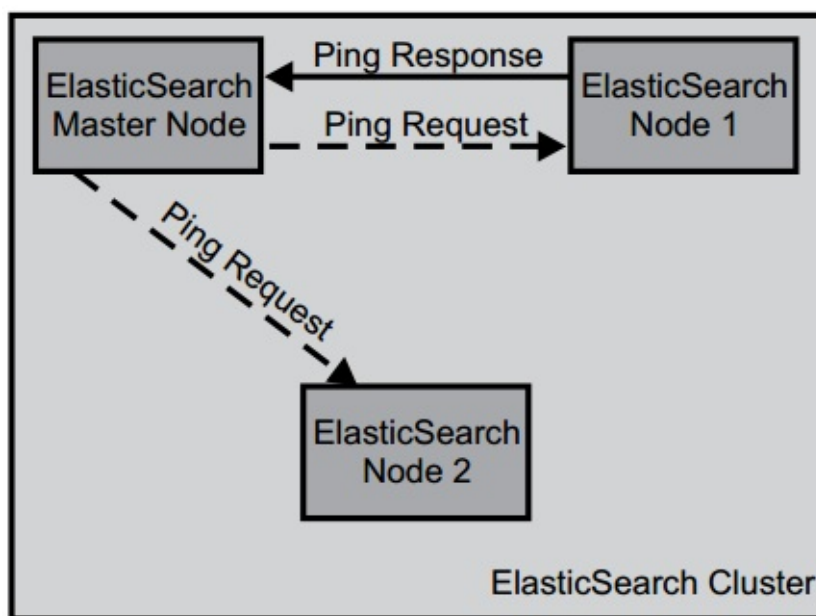 ElasticSearch
Master Node
Ping Response
Ping Request
ElasticSearch
Node 1
Ping Request
ElasticSearch
Node 2
ElasticSearch Cluster